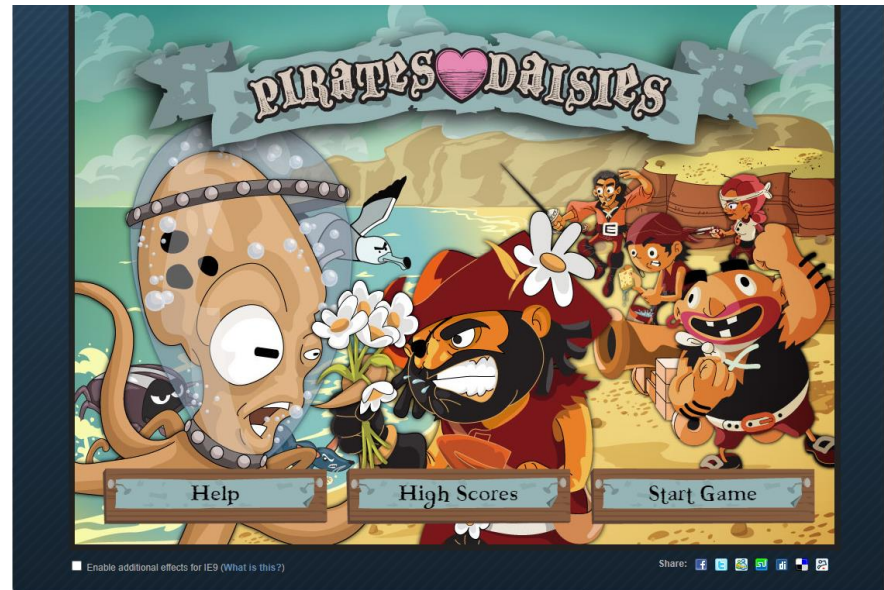 PIRATES DAISIES
Help
High Scores
Start Game
Enable additional effects for IE9 (What is this?)
Share: